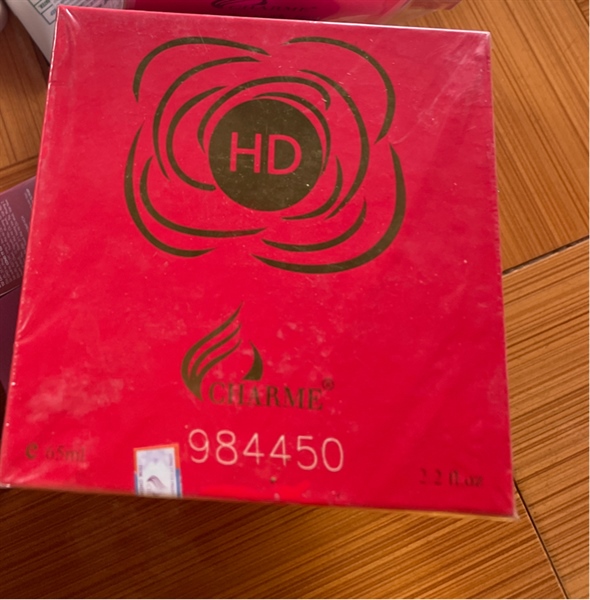 HD
CHARME®
984450
℮ 65ml
2.2 fl.oz